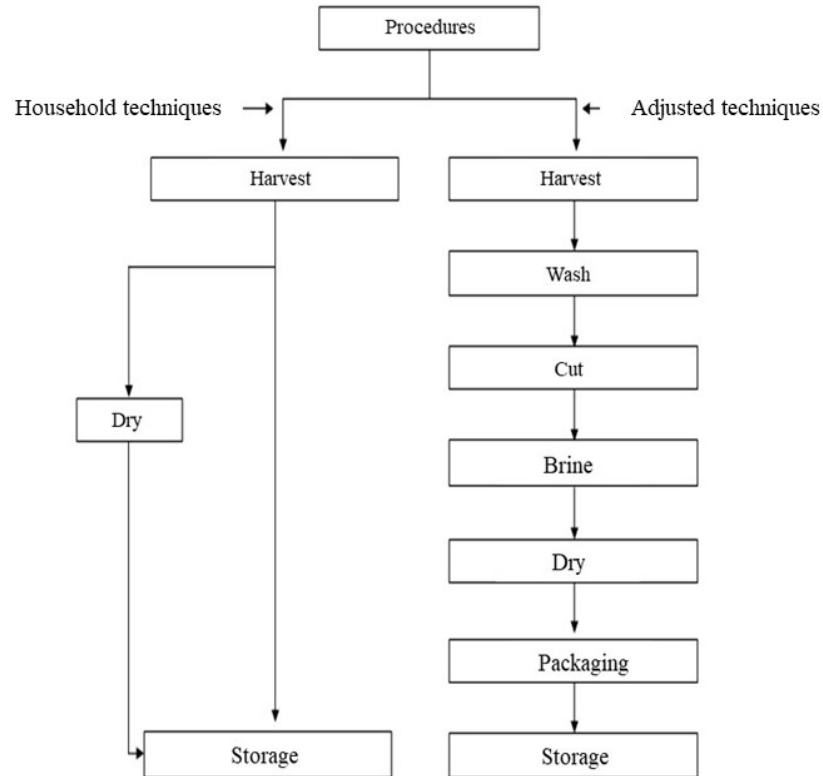 Procedures
Household techniques
Adjusted techniques
Harvest
Harvest
Wash
Cut
Dry
Brine
Dry
Packaging
Storage
Storage